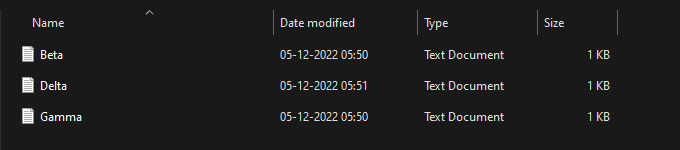 Name Date modified Type Size
Beta 05-12-2022 05:50 Text Document 1 KB
Delta 05-12-2022 05:51 Text Document 1 KB
Gamma 05-12-2022 05:50 Text Document 1 KB